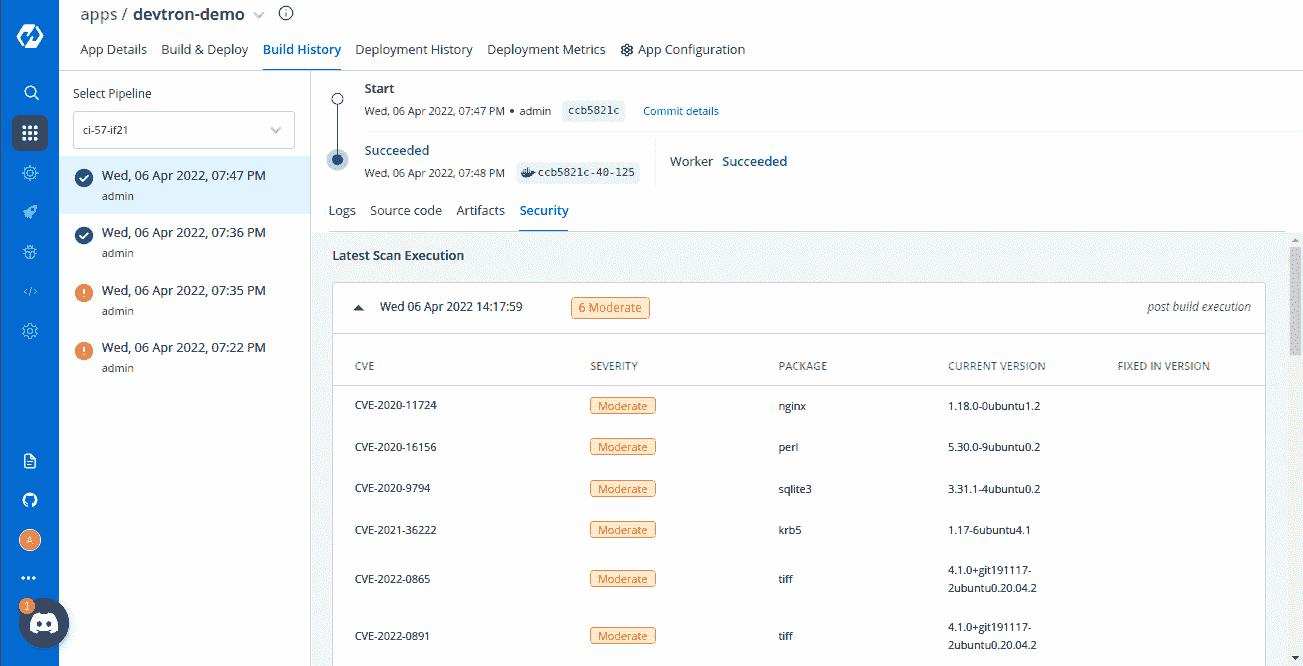 apps / devtron-demo
App Details Build & Deploy Build History Deployment History Deployment Metrics App Configuration
Select Pipeline
ci-57-if21
Wed, 06 Apr 2022, 07:47 PM
admin
Wed, 06 Apr 2022, 07:36 PM
admin
Wed, 06 Apr 2022, 07:35 PM
admin
Wed, 06 Apr 2022, 07:22 PM
admin
A
1
Start
Wed, 06 Apr 2022, 07:47 PM • admin ccb5821c Commit details
Succeeded
Wed, 06 Apr 2022, 07:48 PM ccb5821c-40-125
Worker Succeeded
Logs Source code Artifacts Security
Latest Scan Execution
Wed 06 Apr 2022 14:17:59 6 Moderate post build execution
CVE SEVERITY PACKAGE CURRENT VERSION FIXED IN VERSION
CVE-2020-11724 Moderate nginx 1.18.0-0ubuntu1.2
CVE-2020-16156 Moderate perl 5.30.0-9ubuntu0.2
CVE-2020-9794 Moderate sqlite3 3.31.1-4ubuntu0.2
CVE-2021-36222 Moderate krb5 1.17-6ubuntu4.1
CVE-2022-0865 Moderate tiff 4.1.0+git191117-
2ubuntu0.20.04.2
CVE-2022-0891 Moderate tiff 4.1.0+git191117-
2ubuntu0.20.04.2